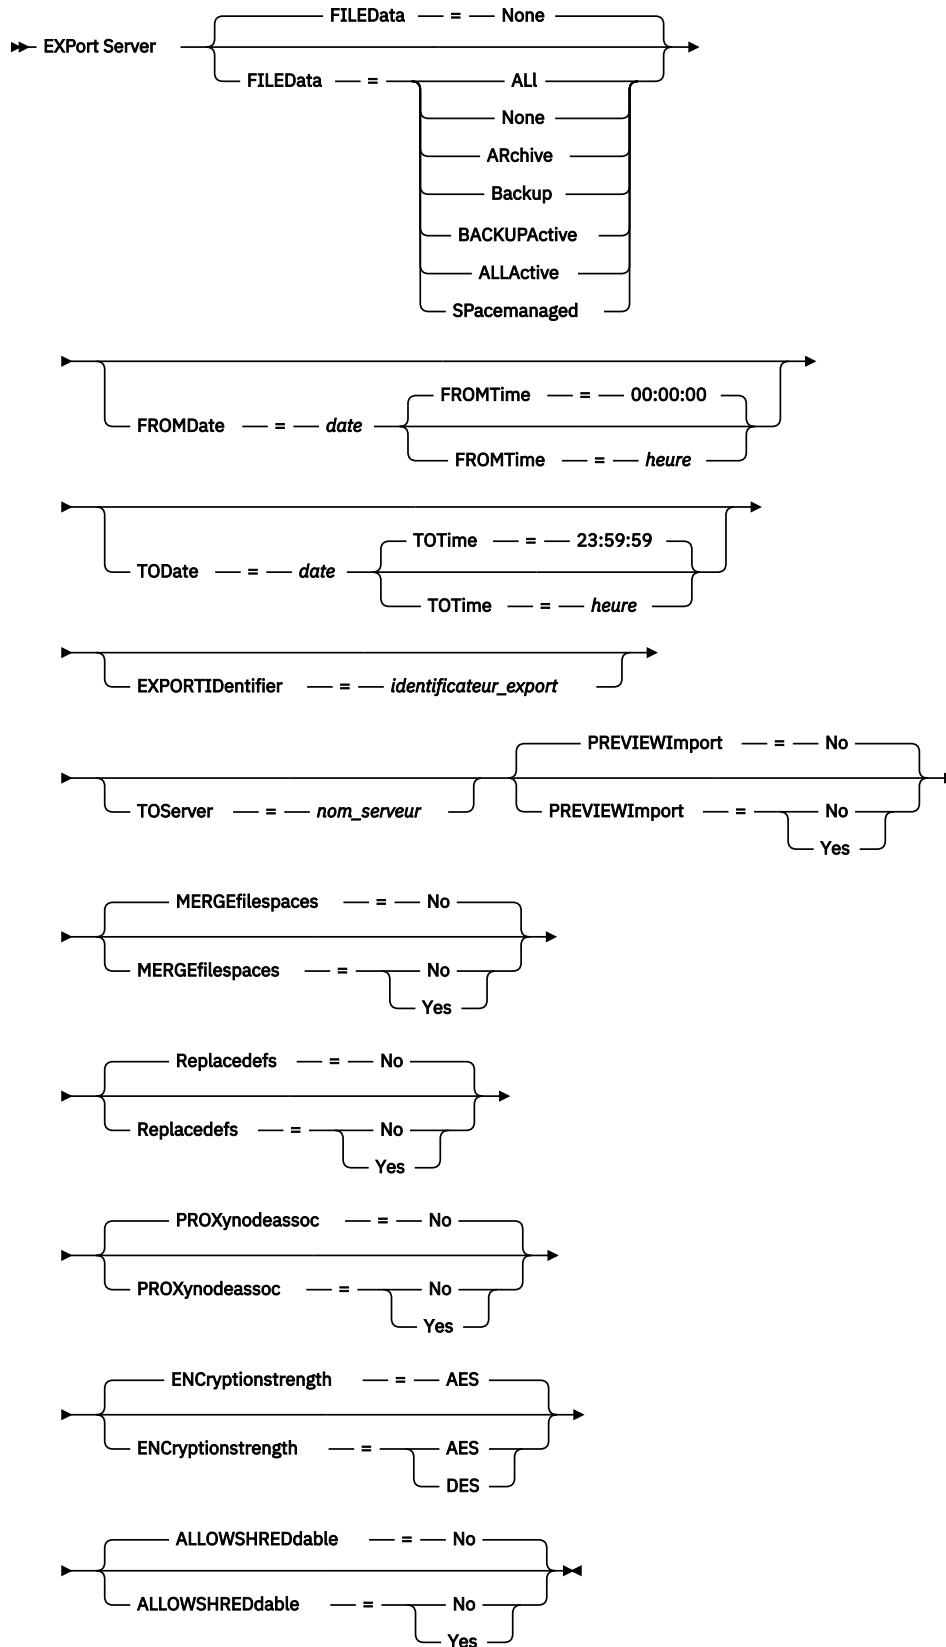 FILEData = None
EXPort Server
FILEData = ALl
None
ARchive
Backup
BACKUPActive
ALLActive
SPacemanaged
FROMTime = 00:00:00
FROMDate = date
FROMTime = heure
TOTime = 23:59:59
TODate = date
TOTime = heure
EXPORTIDentifier = identificateur_export
PREVIEWImport = No
TOServer = nom_serveur PREVIEWImport = No
Yes
MERGEfilespaces = No
MERGEfilespaces = No
Yes
Replacedefs = No
Replacedefs = No
Yes
PROXynodeassoc = No
PROXynodeassoc = No
Yes
ENCryptionstrength = AES
ENCryptionstrength = AES
DES
ALLOWSHREDdable = No
ALLOWSHREDdable = No
Yes